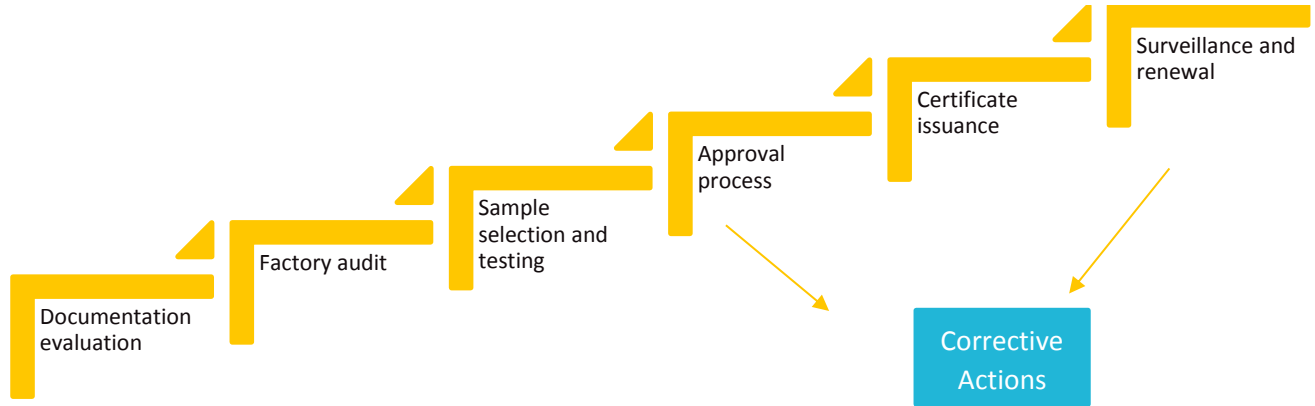 Documentation
evaluation
Factory audit
Sample
selection and
testing
Approval
process
Certificate
issuance
Surveillance and
renewal
Corrective
Actions